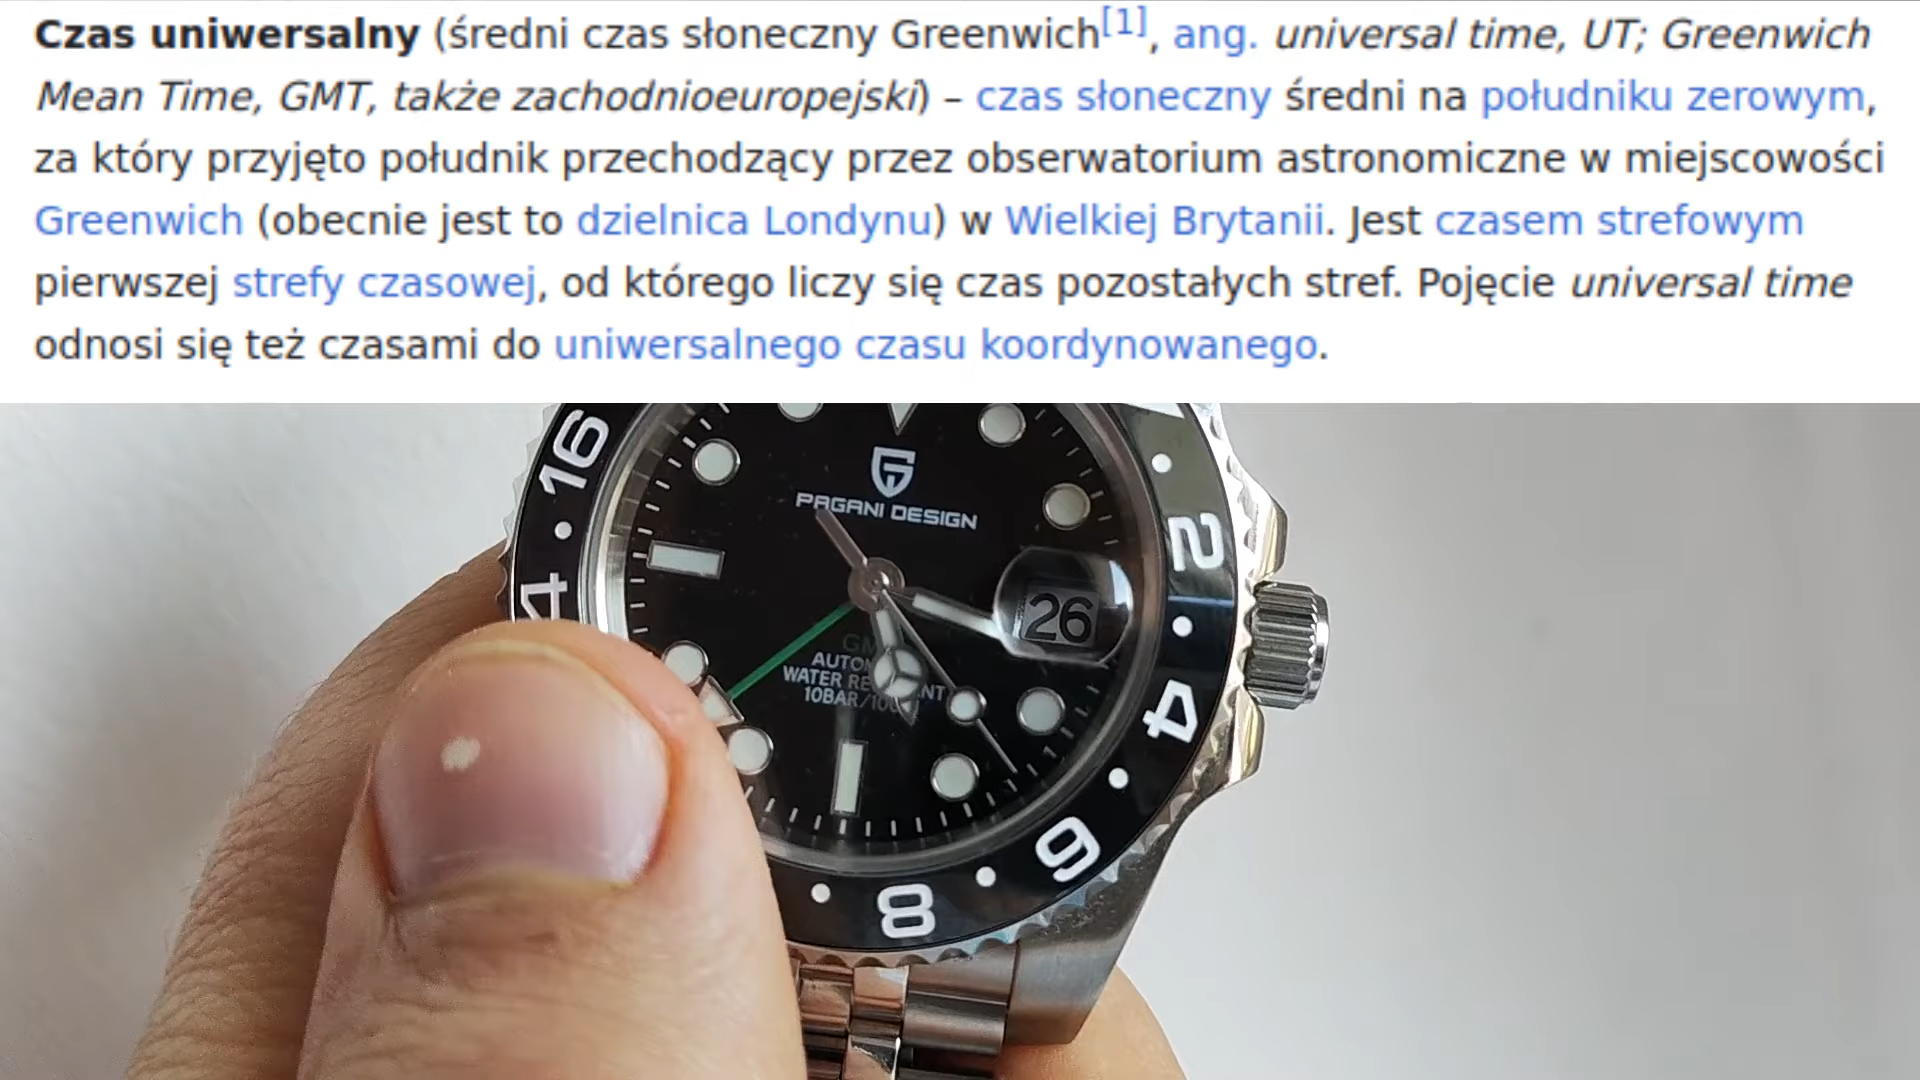 Czas uniwersalny (średni czas słoneczny Greenwich[1], ang. universal time, UT; Greenwich
Mean Time, GMT, także zachodnioeuropejski) – czas słoneczny średni na południku zerowym,
za który przyjęto południk przechodzący przez obserwatorium astronomiczne w miejscowości
Greenwich (obecnie jest to dzielnica Londynu) w Wielkiej Brytanii. Jest czasem strefowym
pierwszej strefy czasowej, od którego liczy się czas pozostałych stref. Pojęcie universal time
odnosi się też czasami do uniwersalnego czasu koordynowanego.
16
PAGANI DESIGN
2
26
WATER
10BAR
4
6
8